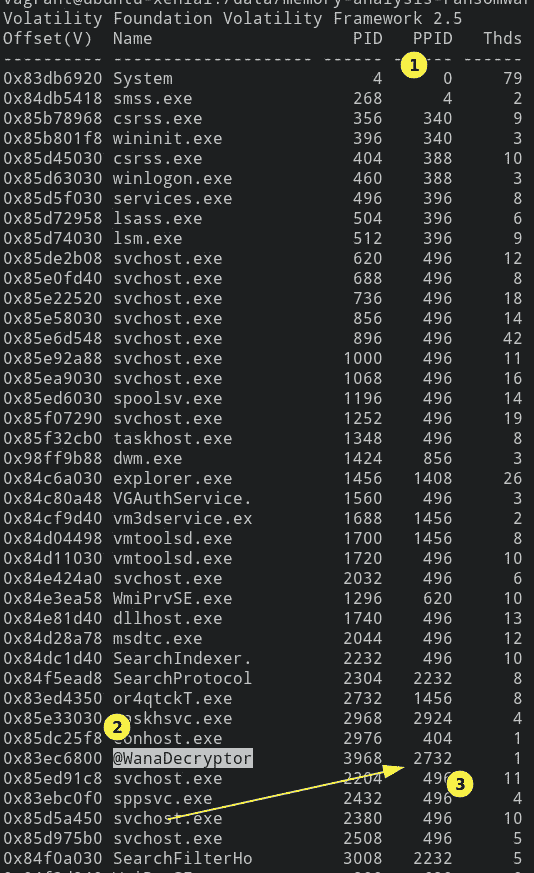 Volatility Foundation Volatility Framework 2.5
Offset(V) Name PID PPID Thds
---------- -------------------- ------ ------ ------
0x83db6920 System 4 0 79
0x84db5418 smss.exe 268 4 2
0x85b78968 csrss.exe 356 340 9
0x85b801f8 wininit.exe 396 340 3
0x85d45030 csrss.exe 404 388 10
0x85d63030 winlogon.exe 460 388 3
0x85d5f030 services.exe 496 396 8
0x85d72958 lsass.exe 504 396 6
0x85d74030 lsm.exe 512 396 9
0x85de2b08 svchost.exe 620 496 12
0x85e0fd40 svchost.exe 688 496 8
0x85e22520 svchost.exe 736 496 18
0x85e58030 svchost.exe 856 496 14
0x85e6d548 svchost.exe 896 496 42
0x85e92a88 svchost.exe 1000 496 11
0x85ea9030 svchost.exe 1068 496 16
0x85ed6030 spoolsv.exe 1196 496 14
0x85f07290 svchost.exe 1252 496 19
0x85f32cb0 taskhost.exe 1348 496 8
0x98ff9b88 dwm.exe 1424 856 3
0x84c6a030 explorer.exe 1456 1408 26
0x84c80a48 VGAuthService. 1560 496 3
0x84cf9d40 vm3dservice.ex 1688 1456 2
0x84d04498 vmtoolsd.exe 1700 1456 8
0x84d11030 vmtoolsd.exe 1720 496 10
0x84e424a0 svchost.exe 2032 496 6
0x84e3ea58 WmiPrvSE.exe 1296 620 10
0x84e81d40 dllhost.exe 1740 496 13
0x84d28a78 msdtc.exe 2044 496 12
0x84dc1d40 SearchIndexer. 2232 496 10
0x84f5ead8 SearchProtocol 2304 2232 8
0x83ed4350 or4qtckT.exe 2732 1456 8
0x85e33030 taskhsvc.exe 2968 2924 4
0x85dc25f8 conhost.exe 2976 404 1
0x83ec6800 @WanaDecryptor 3968 2732 1
0x85ed91c8 svchost.exe 2204 496 11
0x83ebc0f0 sppsvc.exe 2432 496 4
0x85d5a450 svchost.exe 2380 496 10
0x85d975b0 svchost.exe 2508 496 5
0x84f0a030 SearchFilterHo 3008 2232 5
1
2
3